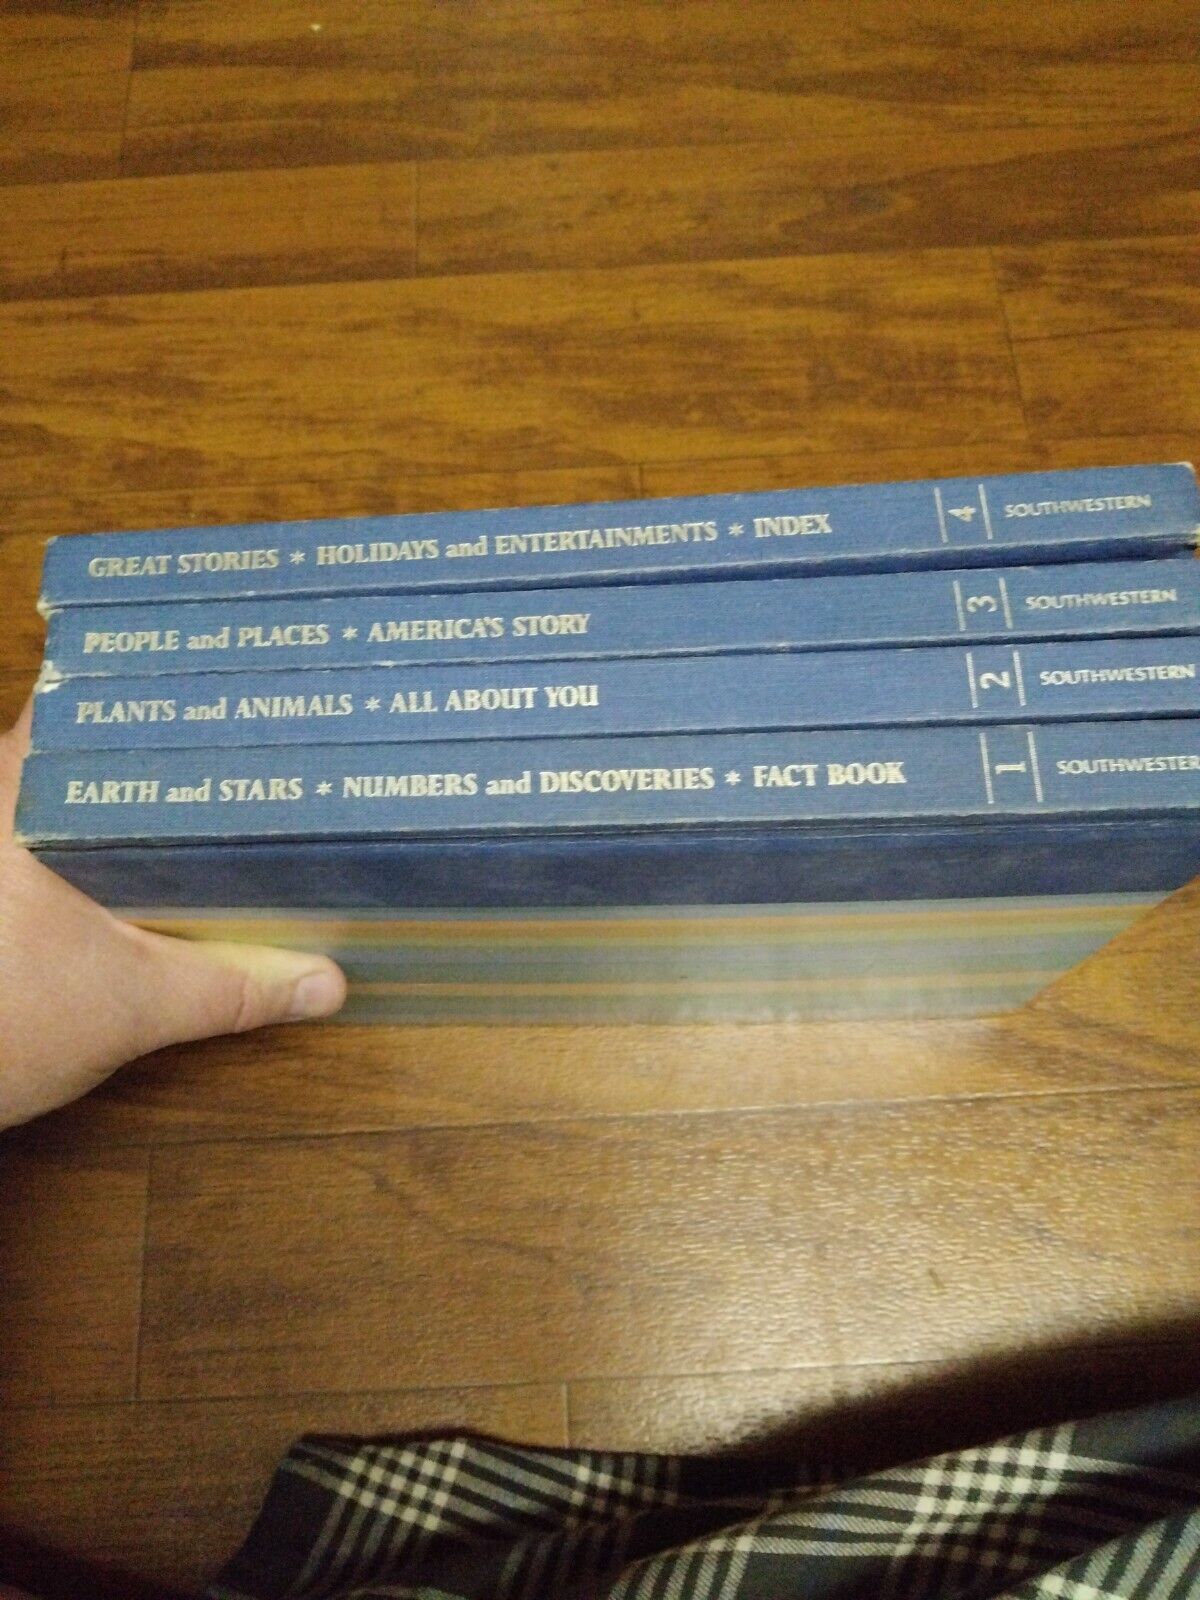 GREAT STORIES * HOLIDAYS and ENTERTAINMENTS * INDEX 4 SOUTHWESTERN
PEOPLE and PLACES * AMERICA'S STORY 3 SOUTHWESTERN
PLANTS and ANIMALS * ALL ABOUT YOU 2 SOUTHWESTERN
EARTH and STARS * NUMBERS and DISCOVERIES * FACT BOOK 1 SOUTHWESTER